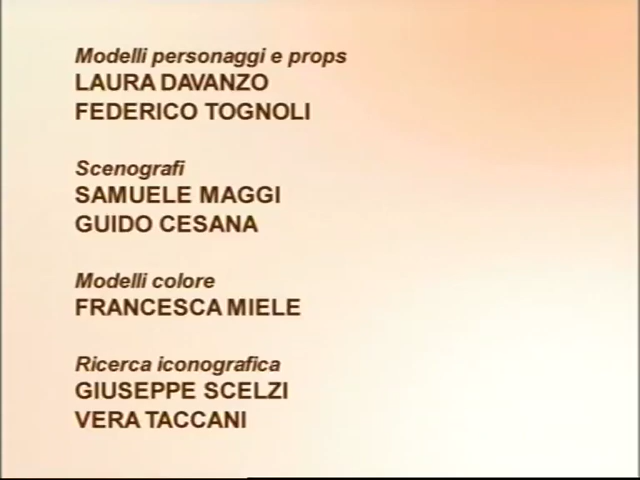 Modelli personaggi e props
LAURA DAVANZO
FEDERICO TOGNOLI
Scenografi
SAMUELE MAGGI
GUIDO CESANA
Modelli colore
FRANCESCA MIELE
Ricerca iconografica
GIUSEPPE SCELZI
VERA TACCANI